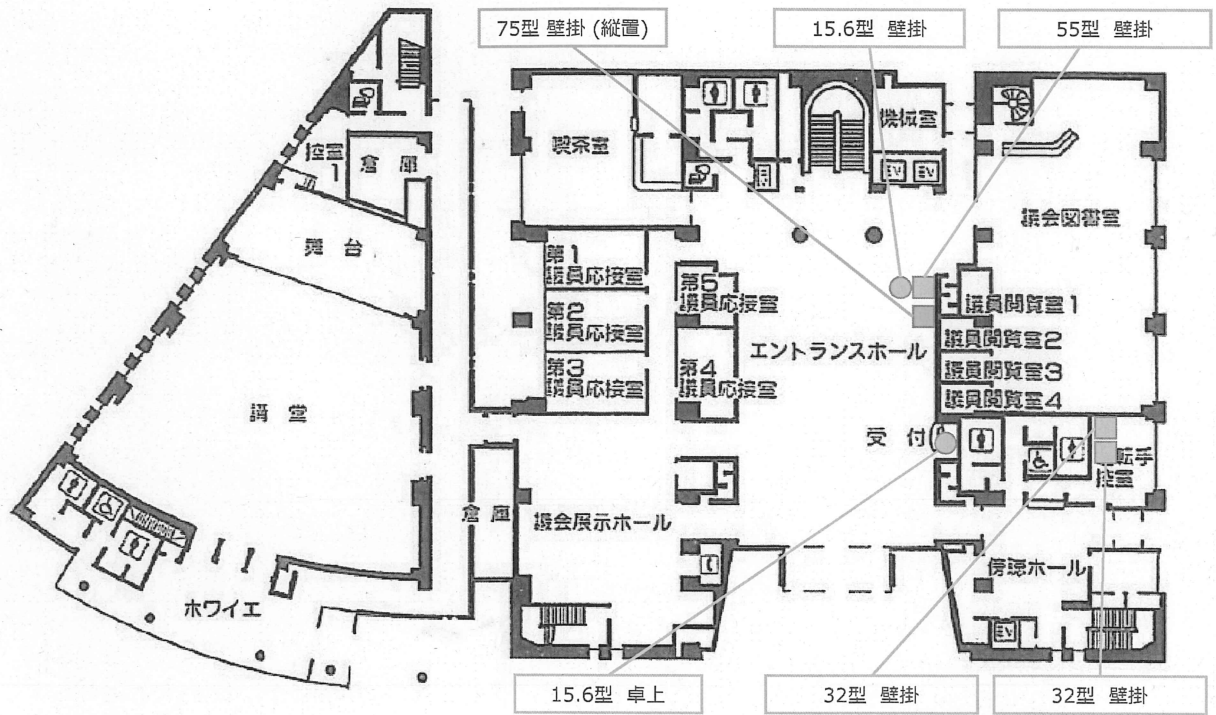 75型 壁掛 (縦置)
15.6型 壁掛
55型 壁掛
機械室
喫茶室
控室1
倉庫
EV
EV
議会図書室
舞台
第1
議員応接室
第5
議員応接室
議員閲覧室1
第2
議員応接室
エントランスホール
議員閲覧室2
第3
議員応接室
第4
議員応接室
議員閲覧室3
議員閲覧室4
講堂
受付
転手
控室
倉庫
議会展示ホール
傍聴ホール
ホワイエ
EV
15.6型 卓上
32型 壁掛
32型 壁掛